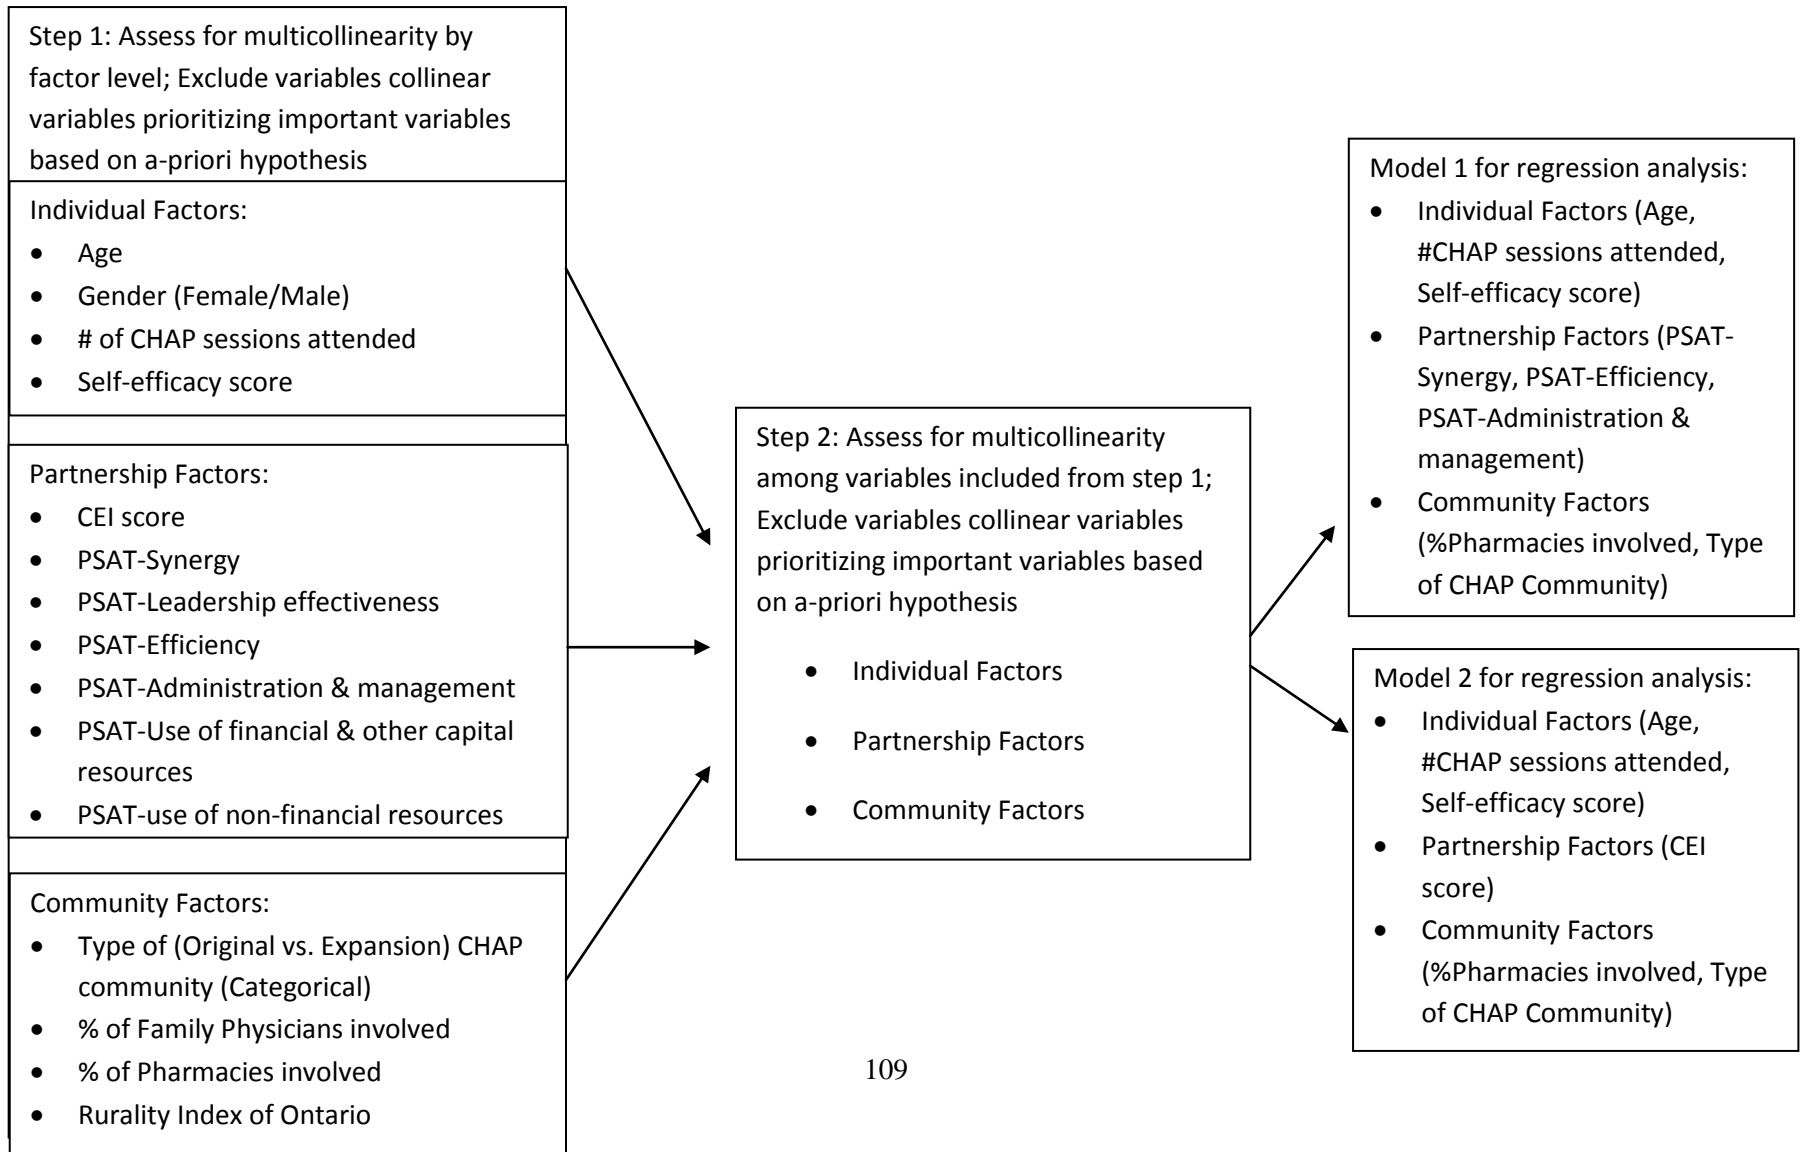 Step 1: Assess for multicollinearity by
factor level; Exclude variables collinear
variables prioritizing important variables
based on a-priori hypothesis
Individual Factors:
• Age
• Gender (Female/Male)
• # of CHAP sessions attended
• Self-efficacy score
Partnership Factors:
• CEI score
• PSAT-Synergy
• PSAT-Leadership effectiveness
• PSAT-Efficiency
• PSAT-Administration & management
• PSAT-Use of financial & other capital
resources
• PSAT-use of non-financial resources
Community Factors:
• Type of (Original vs. Expansion) CHAP
community (Categorical)
• % of Family Physicians involved
• % of Pharmacies involved
• Rurality Index of Ontario
Step 2: Assess for multicollinearity
among variables included from step 1;
Exclude variables collinear variables
prioritizing important variables based
on a-priori hypothesis
• Individual Factors
• Partnership Factors
• Community Factors
Model 1 for regression analysis:
• Individual Factors (Age,
#CHAP sessions attended,
Self-efficacy score)
• Partnership Factors (PSAT-
Synergy, PSAT-Efficiency,
PSAT-Administration &
management)
• Community Factors
(%Pharmacies involved, Type
of CHAP Community)
Model 2 for regression analysis:
• Individual Factors (Age,
#CHAP sessions attended,
Self-efficacy score)
• Partnership Factors (CEI
score)
• Community Factors
(%Pharmacies involved, Type
of CHAP Community)
109